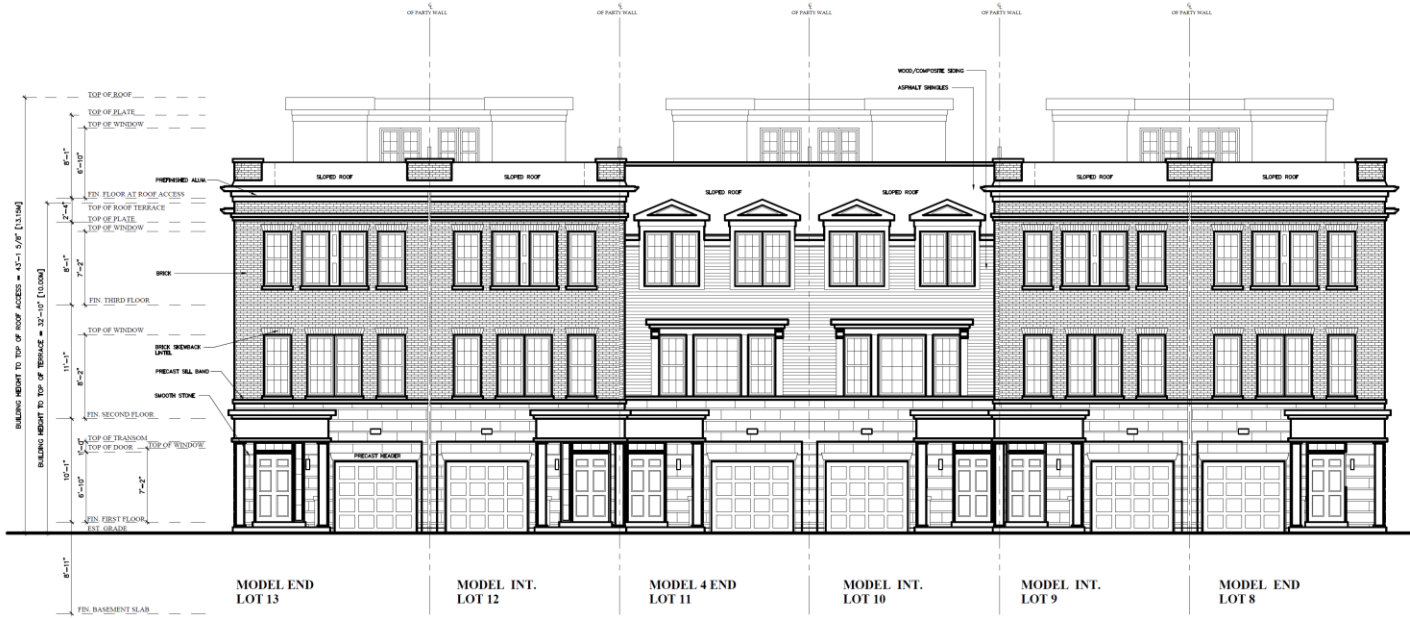 ℄
OF PARTY WALL
℄
OF PARTY WALL
℄
OF PARTY WALL
℄
OF PARTY WALL
℄
OF PARTY WALL
WOOD/COMPOSITE SIDING
ASPHALT SHINGLES
TOP OF ROOF
TOP OF PLATE
TOP OF WINDOW
8'-1"
6'-10"
PREFINISHED ALUM.
SLOPED ROOF
SLOPED ROOF
SLOPED ROOF
SLOPED ROOF
SLOPED ROOF
SLOPED ROOF
FIN. FLOOR AT ROOF ACCESS
TOP OF ROOF TERRACE
2'-4"
TOP OF PLATE
TOP OF WINDOW
8'-1"
7'-2"
BRICK
FIN. THIRD FLOOR
BUILDING HEIGHT TO TOP OF ROOF ACCESS = 43'-1 5/8" [13.15M]
BUILDING HEIGHT TO TOP OF TERRACE = 32'-10" [10.00M]
TOP OF WINDOW
BRICK SKEWBACK
LINTEL
11'-1"
8'-2"
PRECAST SILL BAND
SMOOTH STONE
FIN. SECOND FLOOR
TOP OF TRANSOM
TOP OF DOOR
TOP OF WINDOW
1'-0"
PRECAST HEADER
10'-1"
6'-10"
7'-2"
FIN. FIRST FLOOR
EST. GRADE
8'-11"
FIN. BASEMENT SLAB
MODEL END
LOT 13
MODEL INT.
LOT 12
MODEL 4 END
LOT 11
MODEL INT.
LOT 10
MODEL INT.
LOT 9
MODEL END
LOT 8